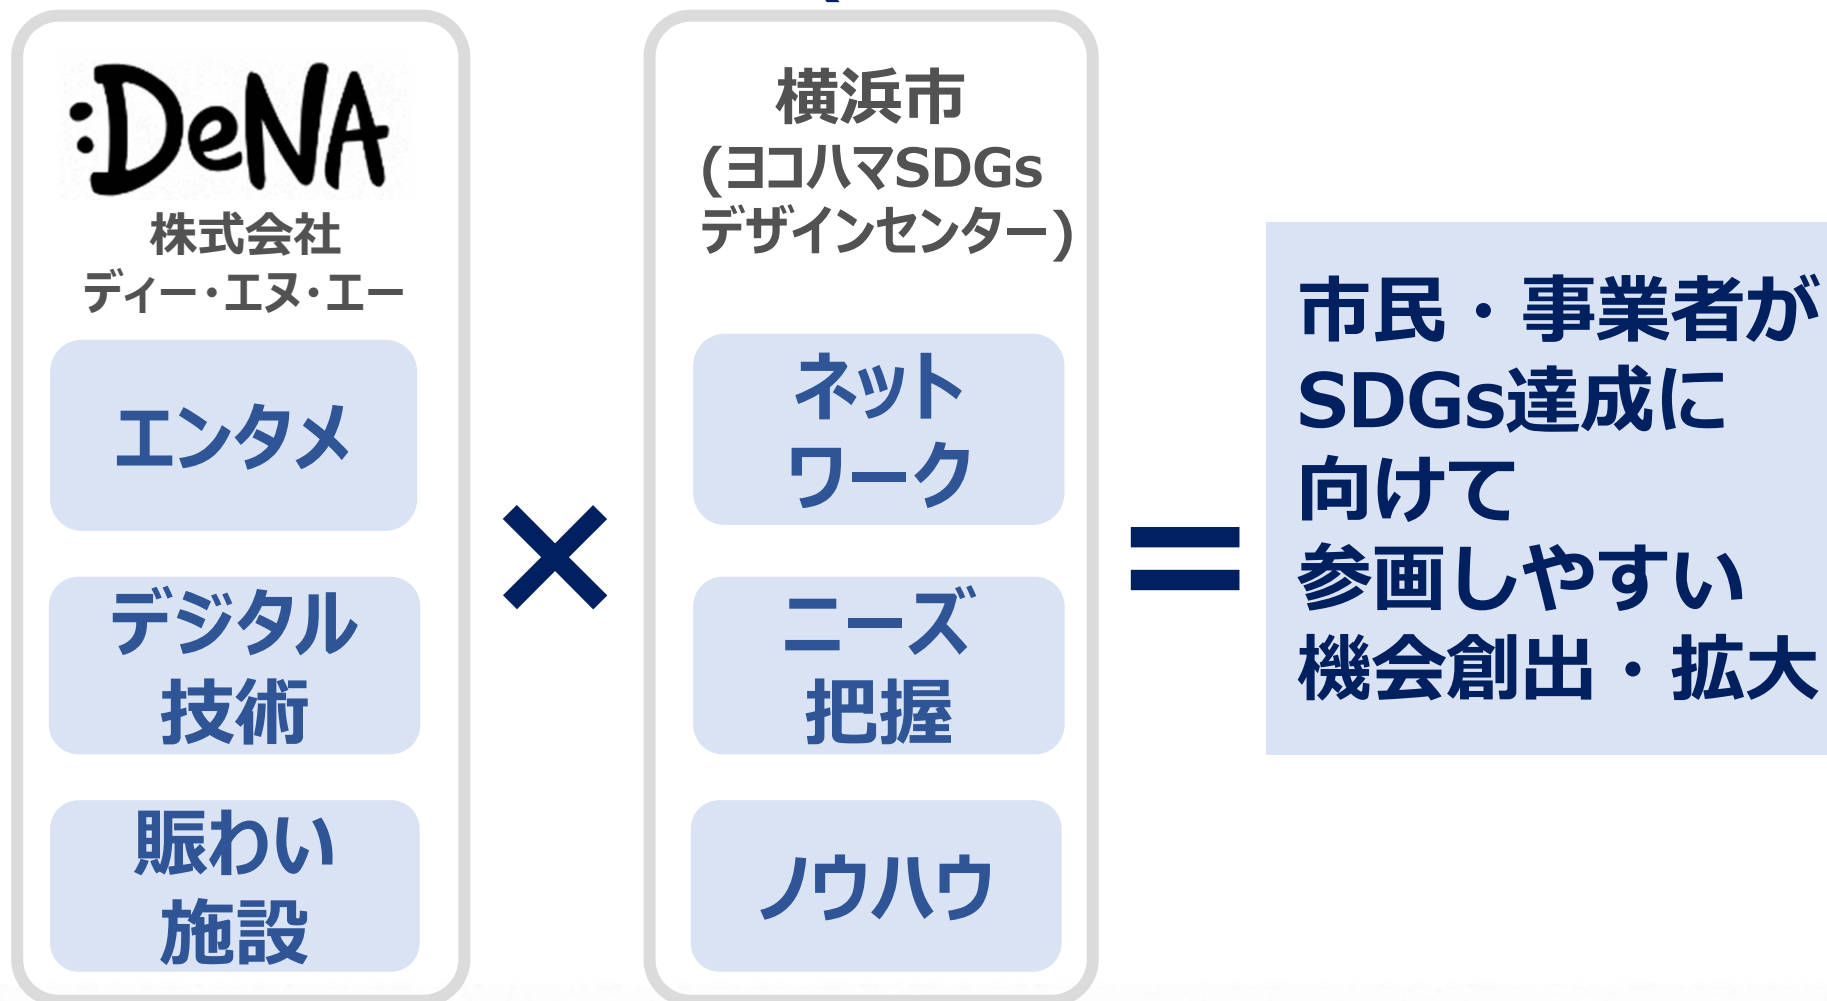 :DeNA
株式会社
ディー・エヌ・エー
エンタメ
デジタル
技術
賑わい
施設
×
横浜市
(ヨコハマSDGs
デザインセンター)
ネット
ワーク
ニーズ
把握
ノウハウ
=
市民・事業者が
SDGs達成に
向けて
参画しやすい
機会創出・拡大